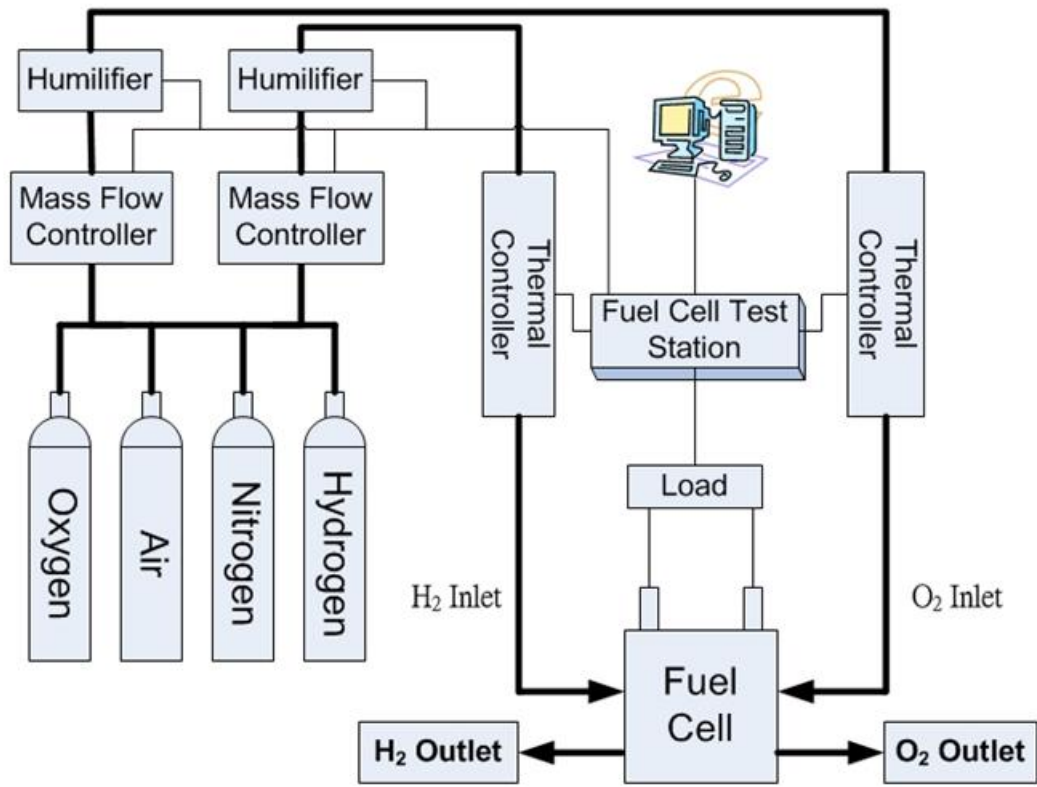 Humilifier
Humilifier
Mass Flow
Controller
Mass Flow
Controller
Thermal
Controller
Thermal
Controller
Fuel Cell Test
Station
Oxygen
Air
Nitrogen
Hydrogen
Load
H₂ Inlet
O₂ Inlet
Fuel
Cell
H₂ Outlet
O₂ Outlet